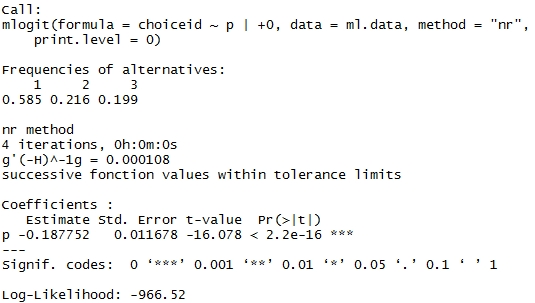 Call:
mlogit(formula = choiceid ~ p | +0, data = ml.data, method = "nr",
    print.level = 0)
Frequencies of alternatives:
    1     2     3
0.585 0.216 0.199
nr method
4 iterations, 0h:0m:0s
g'(-H)^-1g = 0.000108
successive fonction values within tolerance limits
Coefficients :
   Estimate Std. Error t-value  Pr(>|t|)
p -0.187752   0.011678 -16.078 < 2.2e-16 ***
---
Signif. codes:  0 ‘***’ 0.001 ‘**’ 0.01 ‘*’ 0.05 ‘.’ 0.1 ‘ ’ 1
Log-Likelihood: -966.52